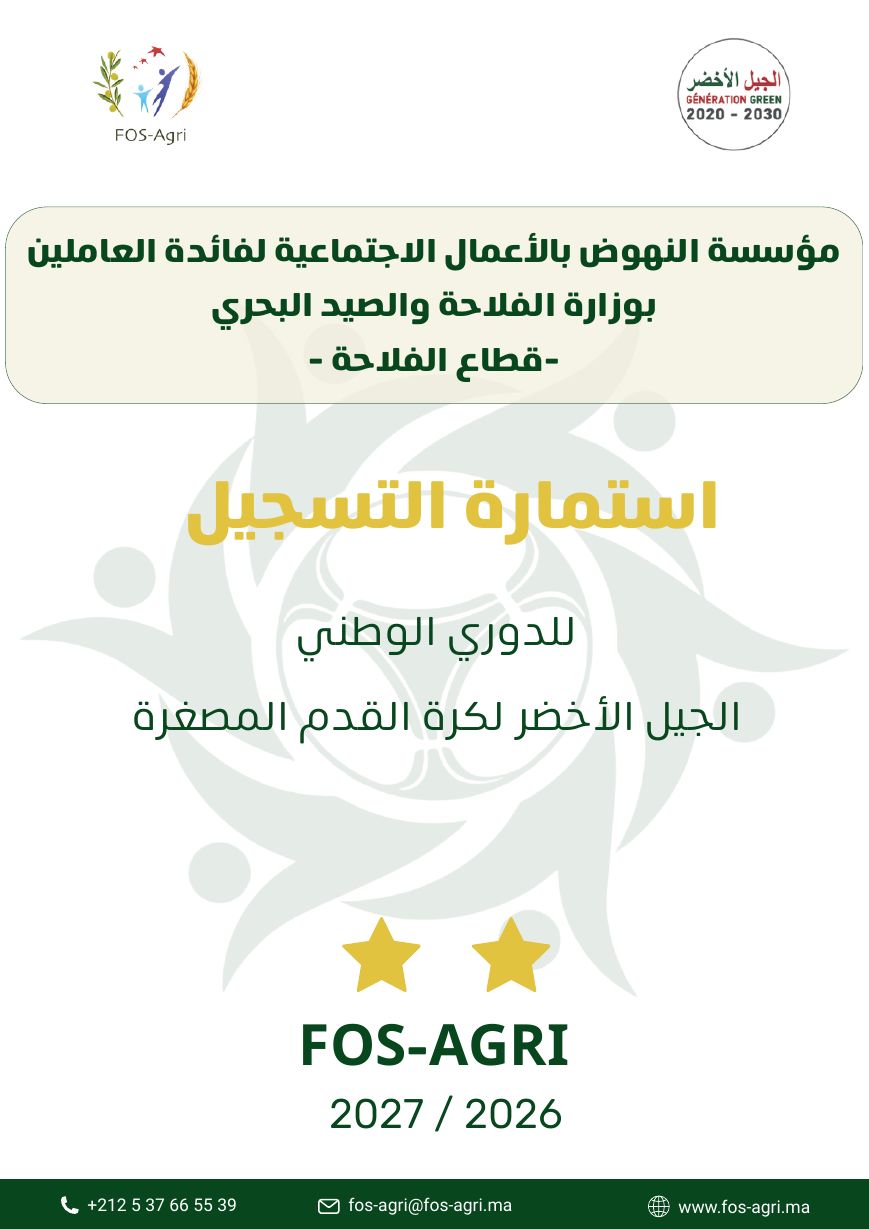 FOS-Agri
الجيل الأخضر
GÉNÉRATION GREEN
2020 - 2030
مؤسسة النهوض بالأعمال الاجتماعية لفائدة العاملين
بوزارة الفلاحة والصيد البحري
-قطاع الفلاحة -
استمارة التسجيل
للدوري الوطني
الجيل الأخضر لكرة القدم المصغرة
FOS-AGRI
2027 / 2026
+212 5 37 66 55 39
fos-agri@fos-agri.ma
www.fos-agri.ma